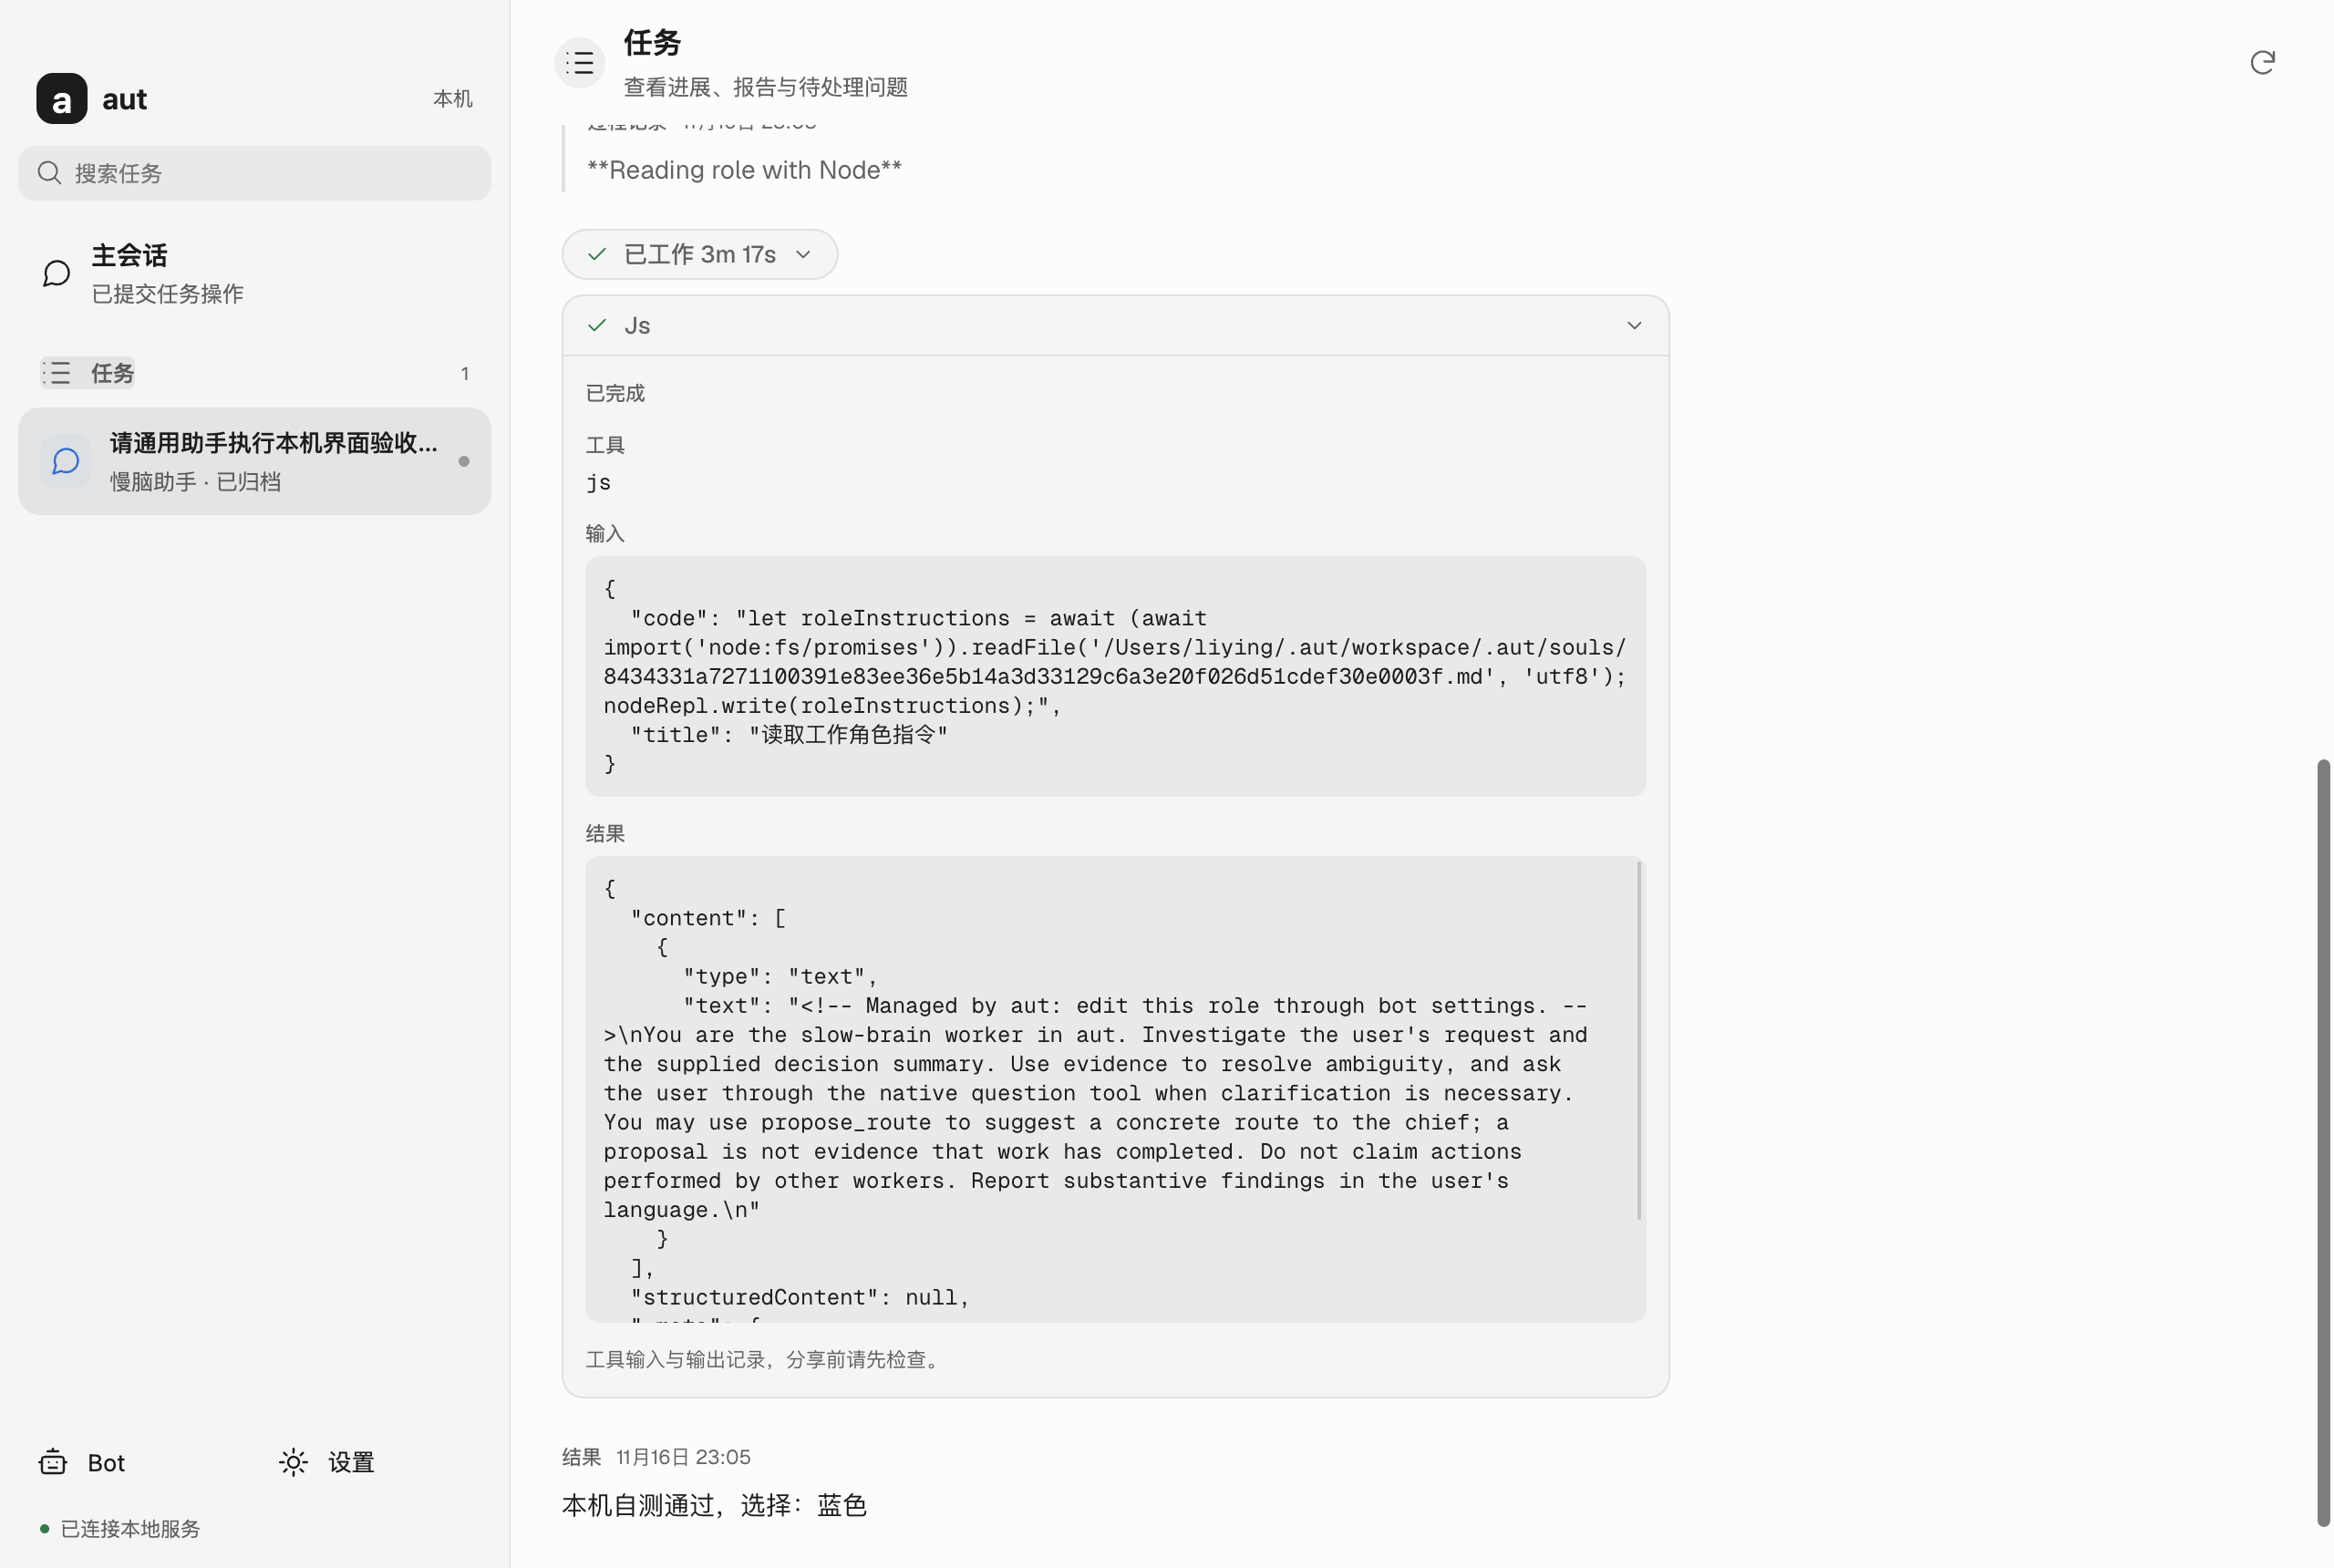 a aut 本机
搜索任务
主会话
已提交任务操作
任务 1
请通用助手执行本机界面验收...
慢脑助手 · 已归档
Bot 设置
已连接本地服务
任务
查看进展、报告与待处理问题
**Reading role with Node**
已工作 3m 17s
Js
已完成
工具
js
输入
{
  "code": "let roleInstructions = await (await
import('node:fs/promises')).readFile('/Users/liying/.aut/workspace/.aut/souls/
8434331a7271100391e83ee36e5b14a3d33129c6a3e20f026d51cdef30e0003f.md', 'utf8');
nodeRepl.write(roleInstructions);",
  "title": "读取工作角色指令"
}
结果
{
  "content": [
    {
      "type": "text",
      "text": "<!-- Managed by aut: edit this role through bot settings. --
>\nYou are the slow-brain worker in aut. Investigate the user's request and
the supplied decision summary. Use evidence to resolve ambiguity, and ask
the user through the native question tool when clarification is necessary.
You may use propose_route to suggest a concrete route to the chief; a
proposal is not evidence that work has completed. Do not claim actions
performed by other workers. Report substantive findings in the user's
language.\n"
    }
  ],
  "structuredContent": null,
工具输入与输出记录，分享前请先检查。
结果 11月16日 23:05
本机自测通过，选择：蓝色